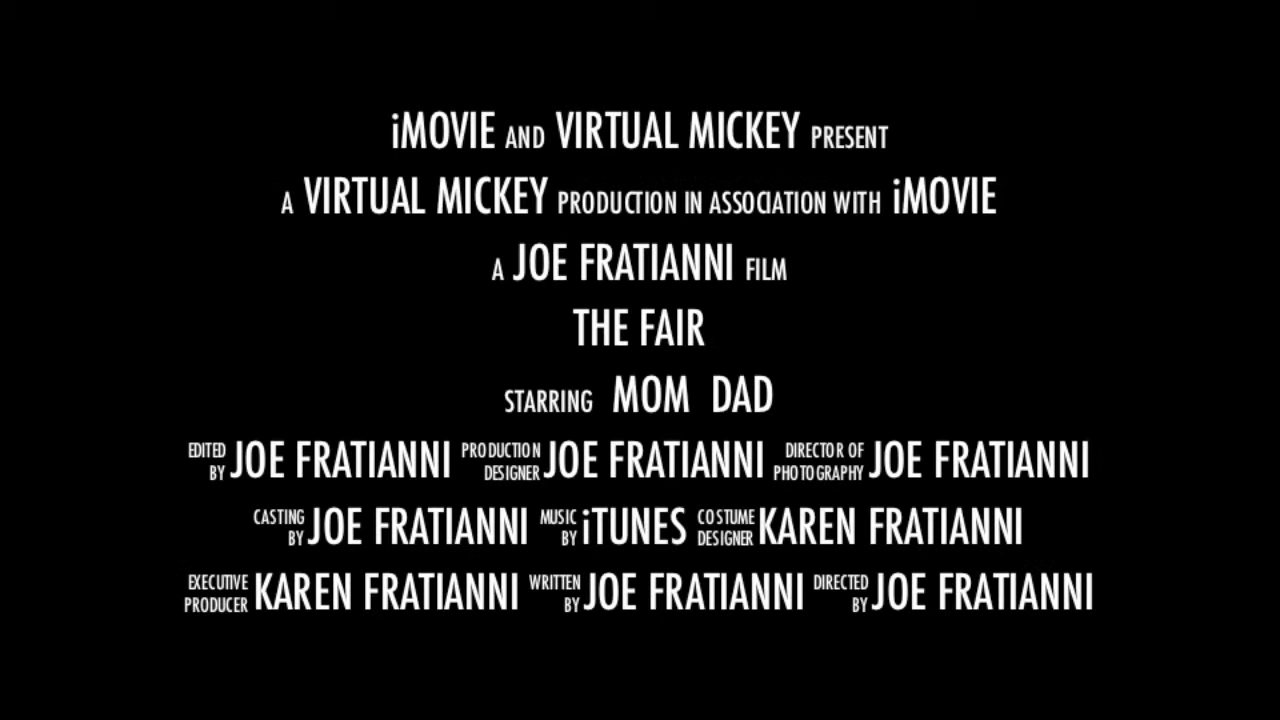 iMOVIE AND VIRTUAL MICKEY PRESENT
A VIRTUAL MICKEY PRODUCTION IN ASSOCIATION WITH iMOVIE
A JOE FRATIANNI FILM
THE FAIR
STARRING MOM DAD
EDITED BY JOE FRATIANNI PRODUCTION DESIGNER JOE FRATIANNI DIRECTOR OF PHOTOGRAPHY JOE FRATIANNI
CASTING BY JOE FRATIANNI MUSIC BY iTUNES COSTUME DESIGNER KAREN FRATIANNI
EXECUTIVE PRODUCER KAREN FRATIANNI WRITTEN BY JOE FRATIANNI DIRECTED BY JOE FRATIANNI